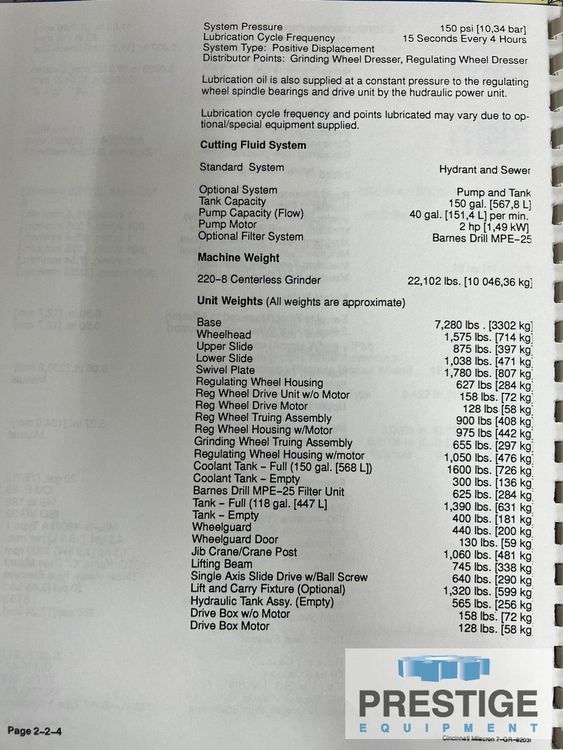 System Pressure 150 psi [10,34 bar]
Lubrication Cycle Frequency 15 Seconds Every 4 Hours
System Type: Positive Displacement
Distributor Points: Grinding Wheel Dresser, Regulating Wheel Dresser
Lubrication oil is also supplied at a constant pressure to the regulating
wheel spindle bearings and drive unit by the hudraulic power unit.
Lubrication cycle frequency and points lubricated may vary due to op-
tional/special equipment supplied.
Cutting Fluid System
Standard System Hydrant and Sewer
Optional System Pump and Tank
Tank Capacity 150 gal. [567,8 L]
Pump Capacity (Flow) 40 gal. [151,4 L] per min.
Pump Motor 2 hp [1,49 kW]
Optional Filter System Barnes Drill MPE-25
Machine Weight
220-8 Centerless Grinder 22,102 lbs. [10 046,36 kg]
Unit Weights (All weights are approximate)
Base 7,280 lbs . [3302 kg]
Wheelhead 1,575 lbs. [714 kg]
Upper Slide 875 lbs. [397 kg]
Lower Slide 1,038 lbs. [471 kg]
Swivel Plate 1,780 lbs. [807 kg]
Regulating Wheel Housing 627 lbs [284 kg]
Reg Wheel Drive Unit w/o Motor 158 lbs. [72 kg]
Reg Wheel Drive Motor 128 lbs [58 kg]
Reg Wheel Truing Assembly 900 lbs [408 kg]
Reg Wheel Housing w/Motor 975 lbs [442 kg]
Grinding Wheel Truing Assembly 655 lbs. [297 kg]
Regulating Wheel Housing w/motor 1,050 lbs. [476 kg]
Coolant Tank - Full (150 gal. [568 L]) 1600 lbs. [726 kg]
Coolant Tank - Empty 300 lbs. [136 kg]
Barnes Drill MPE-25 Filter Unit 625 lbs. [284 kg]
Tank - Full (118 gal. [447 L] 1,390 lbs. [631 kg]
Tank - Empty 400 lbs. [181 kg]
Wheelguard 440 lbs. [200 kg]
Wheelguard Door 130 lbs. [59 kg]
Jib Crane/Crane Post 1,060 lbs. [481 kg]
Lifting Beam 745 lbs. [338 kg]
Single Axis Slide Drive w/Ball Screw 640 lbs. [290 kg]
Lift and Carry Fixture (Optional) 1,320 lbs. [599 kg]
Hydraulic Tank Assy. (Empty) 565 lbs. [256 kg]
Drive Box w/o Motor 158 lbs. [72 kg]
Drive Box Motor 128 lbs. [58 kg]
PRESTIGE
EQUIPMENT
Page 2-2-4
Cincinnati Milacron